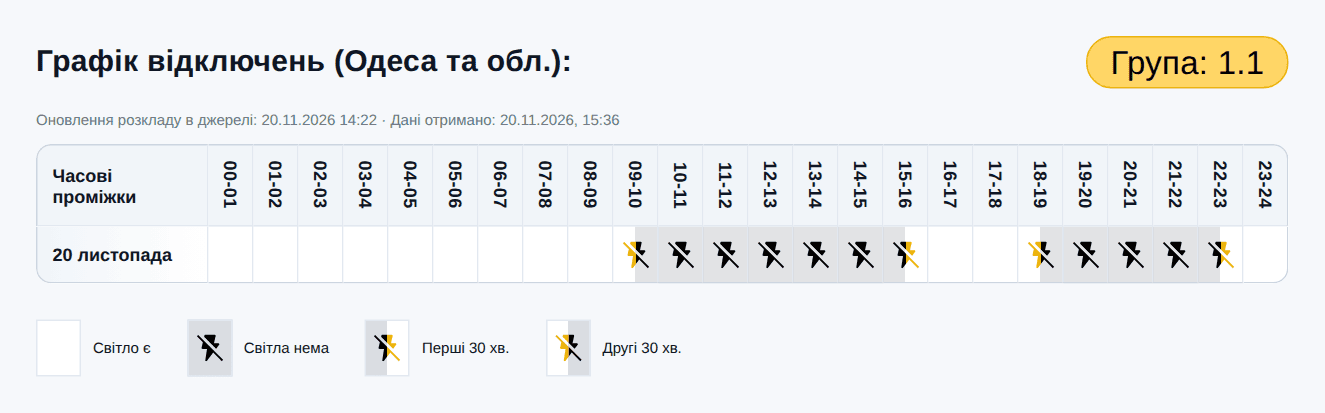 Графік відключень (Одеса та обл.):
Група: 1.1
Оновлення розкладу в джерелі: 20.11.2026 14:22 · Дані отримано: 20.11.2026, 15:36
Часові
проміжки
00-01
01-02
02-03
03-04
04-05
05-06
06-07
07-08
08-09
09-10
10-11
11-12
12-13
13-14
14-15
15-16
16-17
17-18
18-19
19-20
20-21
21-22
22-23
23-24
20 листопада
Світло є
Світла нема
Перші 30 хв.
Другі 30 хв.